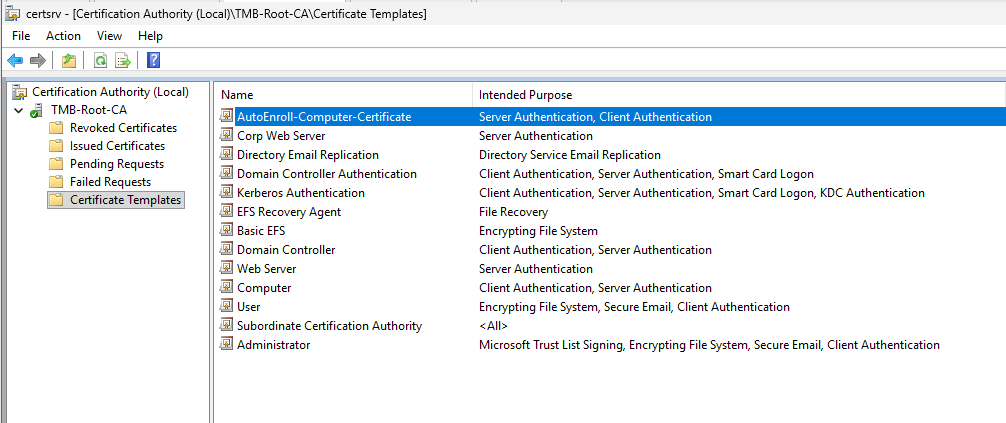 certsrv - [Certification Authority (Local)\TMB-Root-CA\Certificate Templates]
File Action View Help
Certification Authority (Local)
TMB-Root-CA
Revoked Certificates
Issued Certificates
Pending Requests
Failed Requests
Certificate Templates
Name Intended Purpose
AutoEnroll-Computer-Certificate Server Authentication, Client Authentication
Corp Web Server Server Authentication
Directory Email Replication Directory Service Email Replication
Domain Controller Authentication Client Authentication, Server Authentication, Smart Card Logon
Kerberos Authentication Client Authentication, Server Authentication, Smart Card Logon, KDC Authentication
EFS Recovery Agent File Recovery
Basic EFS Encrypting File System
Domain Controller Client Authentication, Server Authentication
Web Server Server Authentication
Computer Client Authentication, Server Authentication
User Encrypting File System, Secure Email, Client Authentication
Subordinate Certification Authority <All>
Administrator Microsoft Trust List Signing, Encrypting File System, Secure Email, Client Authentication